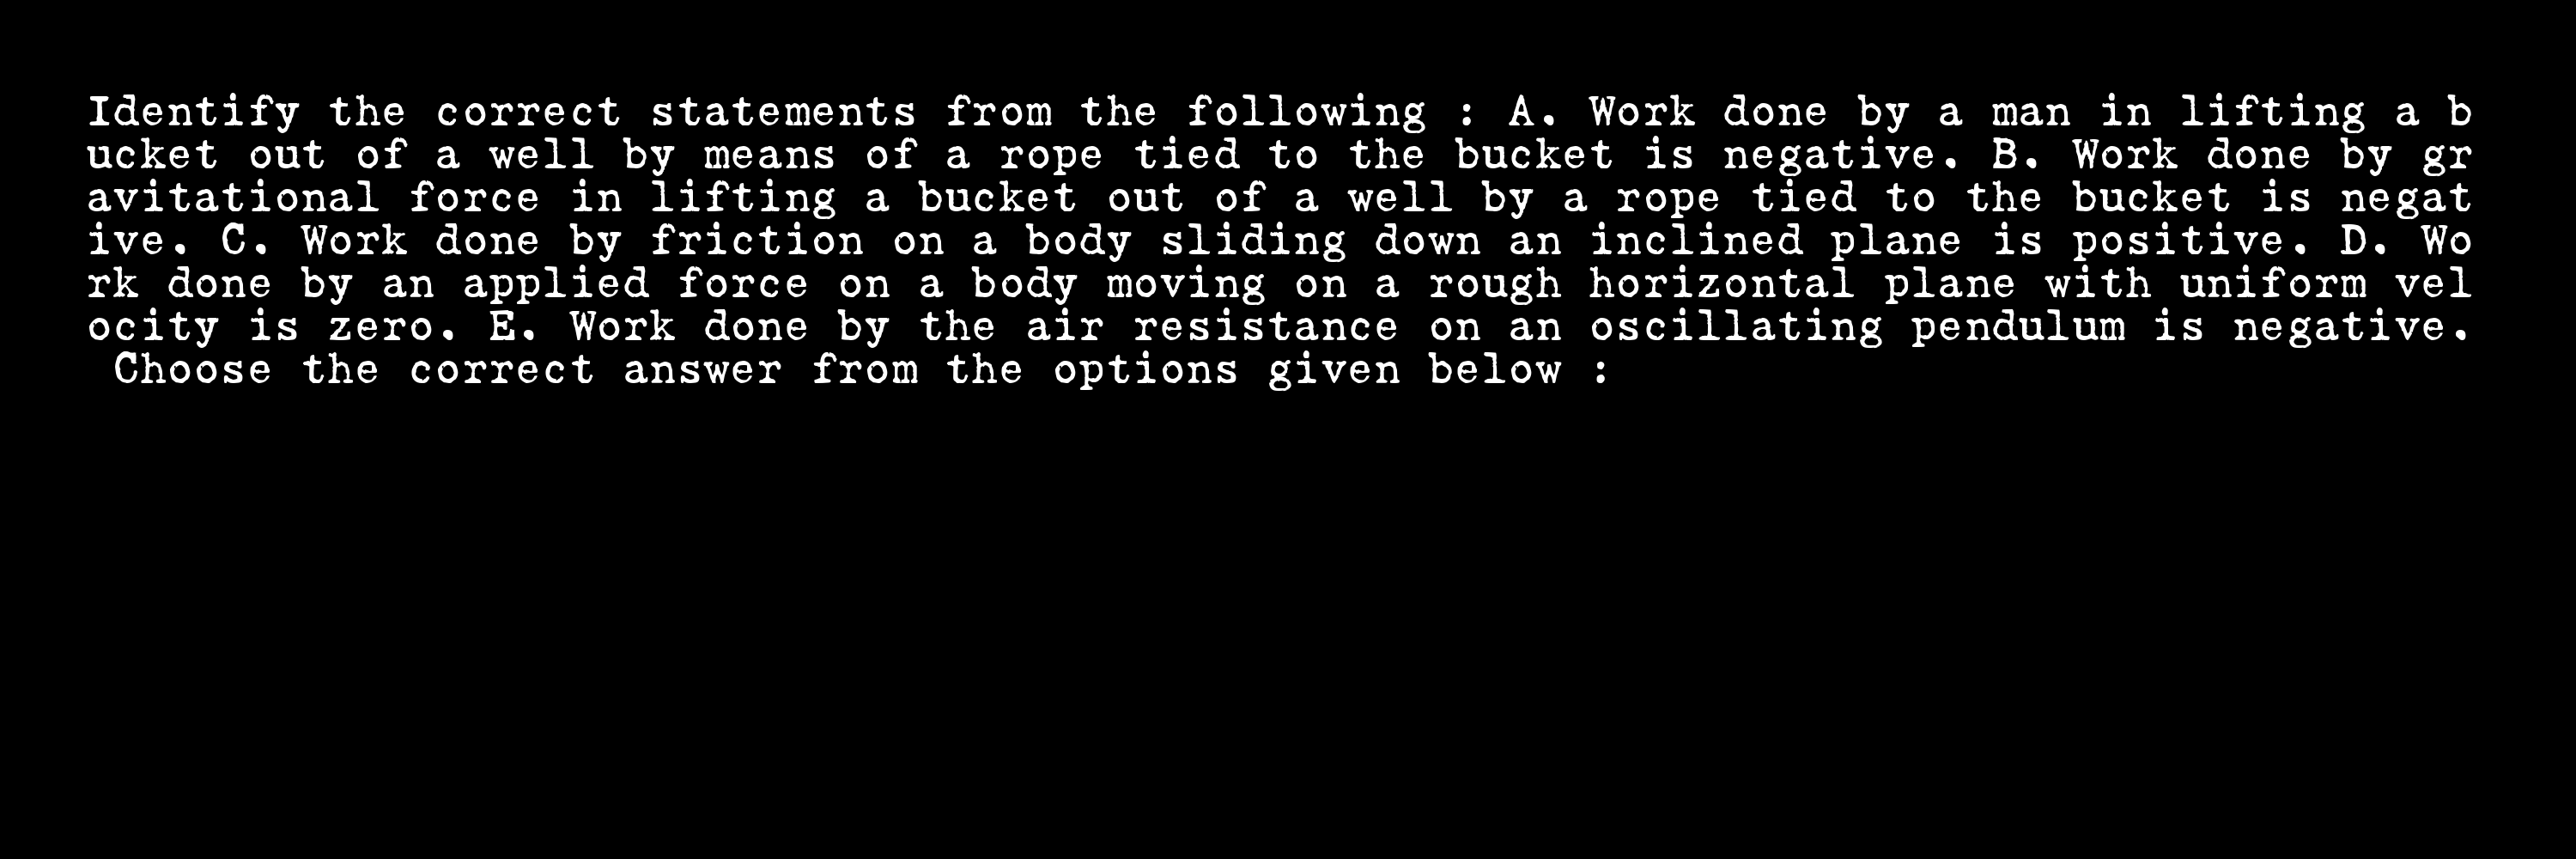 Identify the correct statements from the following : A. Work done by a man in lifting a b
ucket out of a well by means of a rope tied to the bucket is negative. B. Work done by gr
avitational force in lifting a bucket out of a well by a rope tied to the bucket is negat
ive. C. Work done by friction on a body sliding down an inclined plane is positive. D. Wo
rk done by an applied force on a body moving on a rough horizontal plane with uniform vel
ocity is zero. E. Work done by the air resistance on an oscillating pendulum is negative.
Choose the correct answer from the options given below :